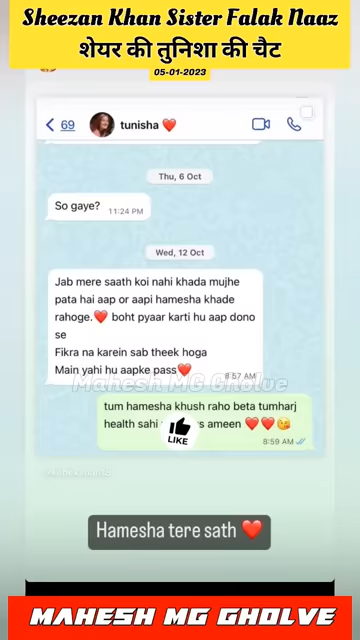 Sheezan Khan Sister Falak Naaz
शेयर की तुनिशा की चैट
05-01-2023
69
tunisha ❤️
Thu, 6 Oct
So gaye?
11:24 PM
Wed, 12 Oct
Jab mere saath koi nahi khada mujhe
pata hai aap or aapi hamesha khade
rahoge.❤️ boht pyaar karti hu aap dono
se
Fikra na karein sab theek hoga
Main yahi hu aapke pass❤️
8:57 AM
Mahesh MG Gholve
tum hamesha khush raho beta tumharj
health sahi ameen ❤️❤️😘
8:59 AM
LIKE
Hamesha tere sath ❤️
MAHESH MG GHOLVE